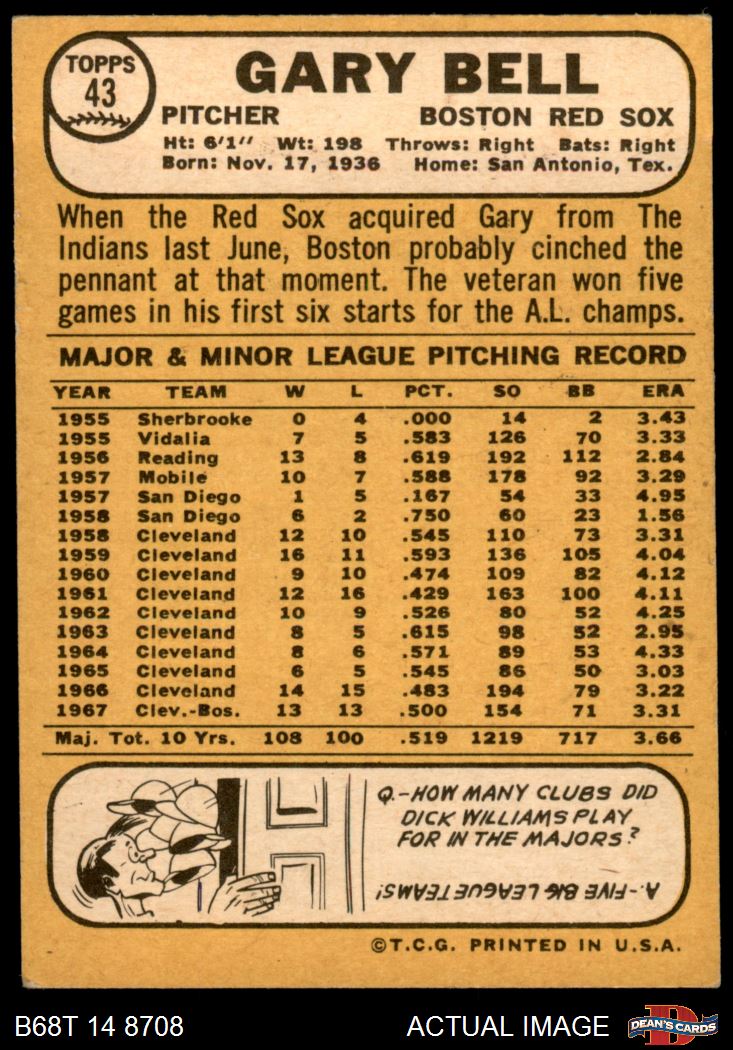 TOPPS
43
GARY BELL
PITCHER BOSTON RED SOX
Ht: 6'1" Wt: 198 Throws: Right Bats: Right
Born: Nov. 17, 1936 Home: San Antonio, Tex.
When the Red Sox acquired Gary from The
Indians last June, Boston probably cinched the
pennant at that moment. The veteran won five
games in his first six starts for the A.L. champs.
MAJOR & MINOR LEAGUE PITCHING RECORD
YEAR TEAM W L PCT. SO BB ERA
1955 Sherbrooke 0 4 .000 14 2 3.43
1955 Vidalia 7 5 .583 126 70 3.33
1956 Reading 13 8 .619 192 112 2.84
1957 Mobile 10 7 .588 178 92 3.29
1957 San Diego 1 5 .167 54 33 4.95
1958 San Diego 6 2 .750 60 23 1.56
1958 Cleveland 12 10 .545 110 73 3.31
1959 Cleveland 16 11 .593 136 105 4.04
1960 Cleveland 9 10 .474 109 82 4.12
1961 Cleveland 12 16 .429 163 100 4.11
1962 Cleveland 10 9 .526 80 52 4.25
1963 Cleveland 8 5 .615 98 52 2.95
1964 Cleveland 8 6 .571 89 53 4.33
1965 Cleveland 6 5 .545 86 50 3.03
1966 Cleveland 14 15 .483 194 79 3.22
1967 Clev.-Bos. 13 13 .500 154 71 3.31
Maj. Tot. 10 Yrs. 108 100 .519 1219 717 3.66
Q.-HOW MANY CLUBS DID
DICK WILLIAMS PLAY
FOR IN THE MAJORS?
A.-FIVE BIG LEAGUE TEAMS!
©T.C.G. PRINTED IN U.S.A.
B68T 14 8708 ACTUAL IMAGE
D
DEAN'S CARDS